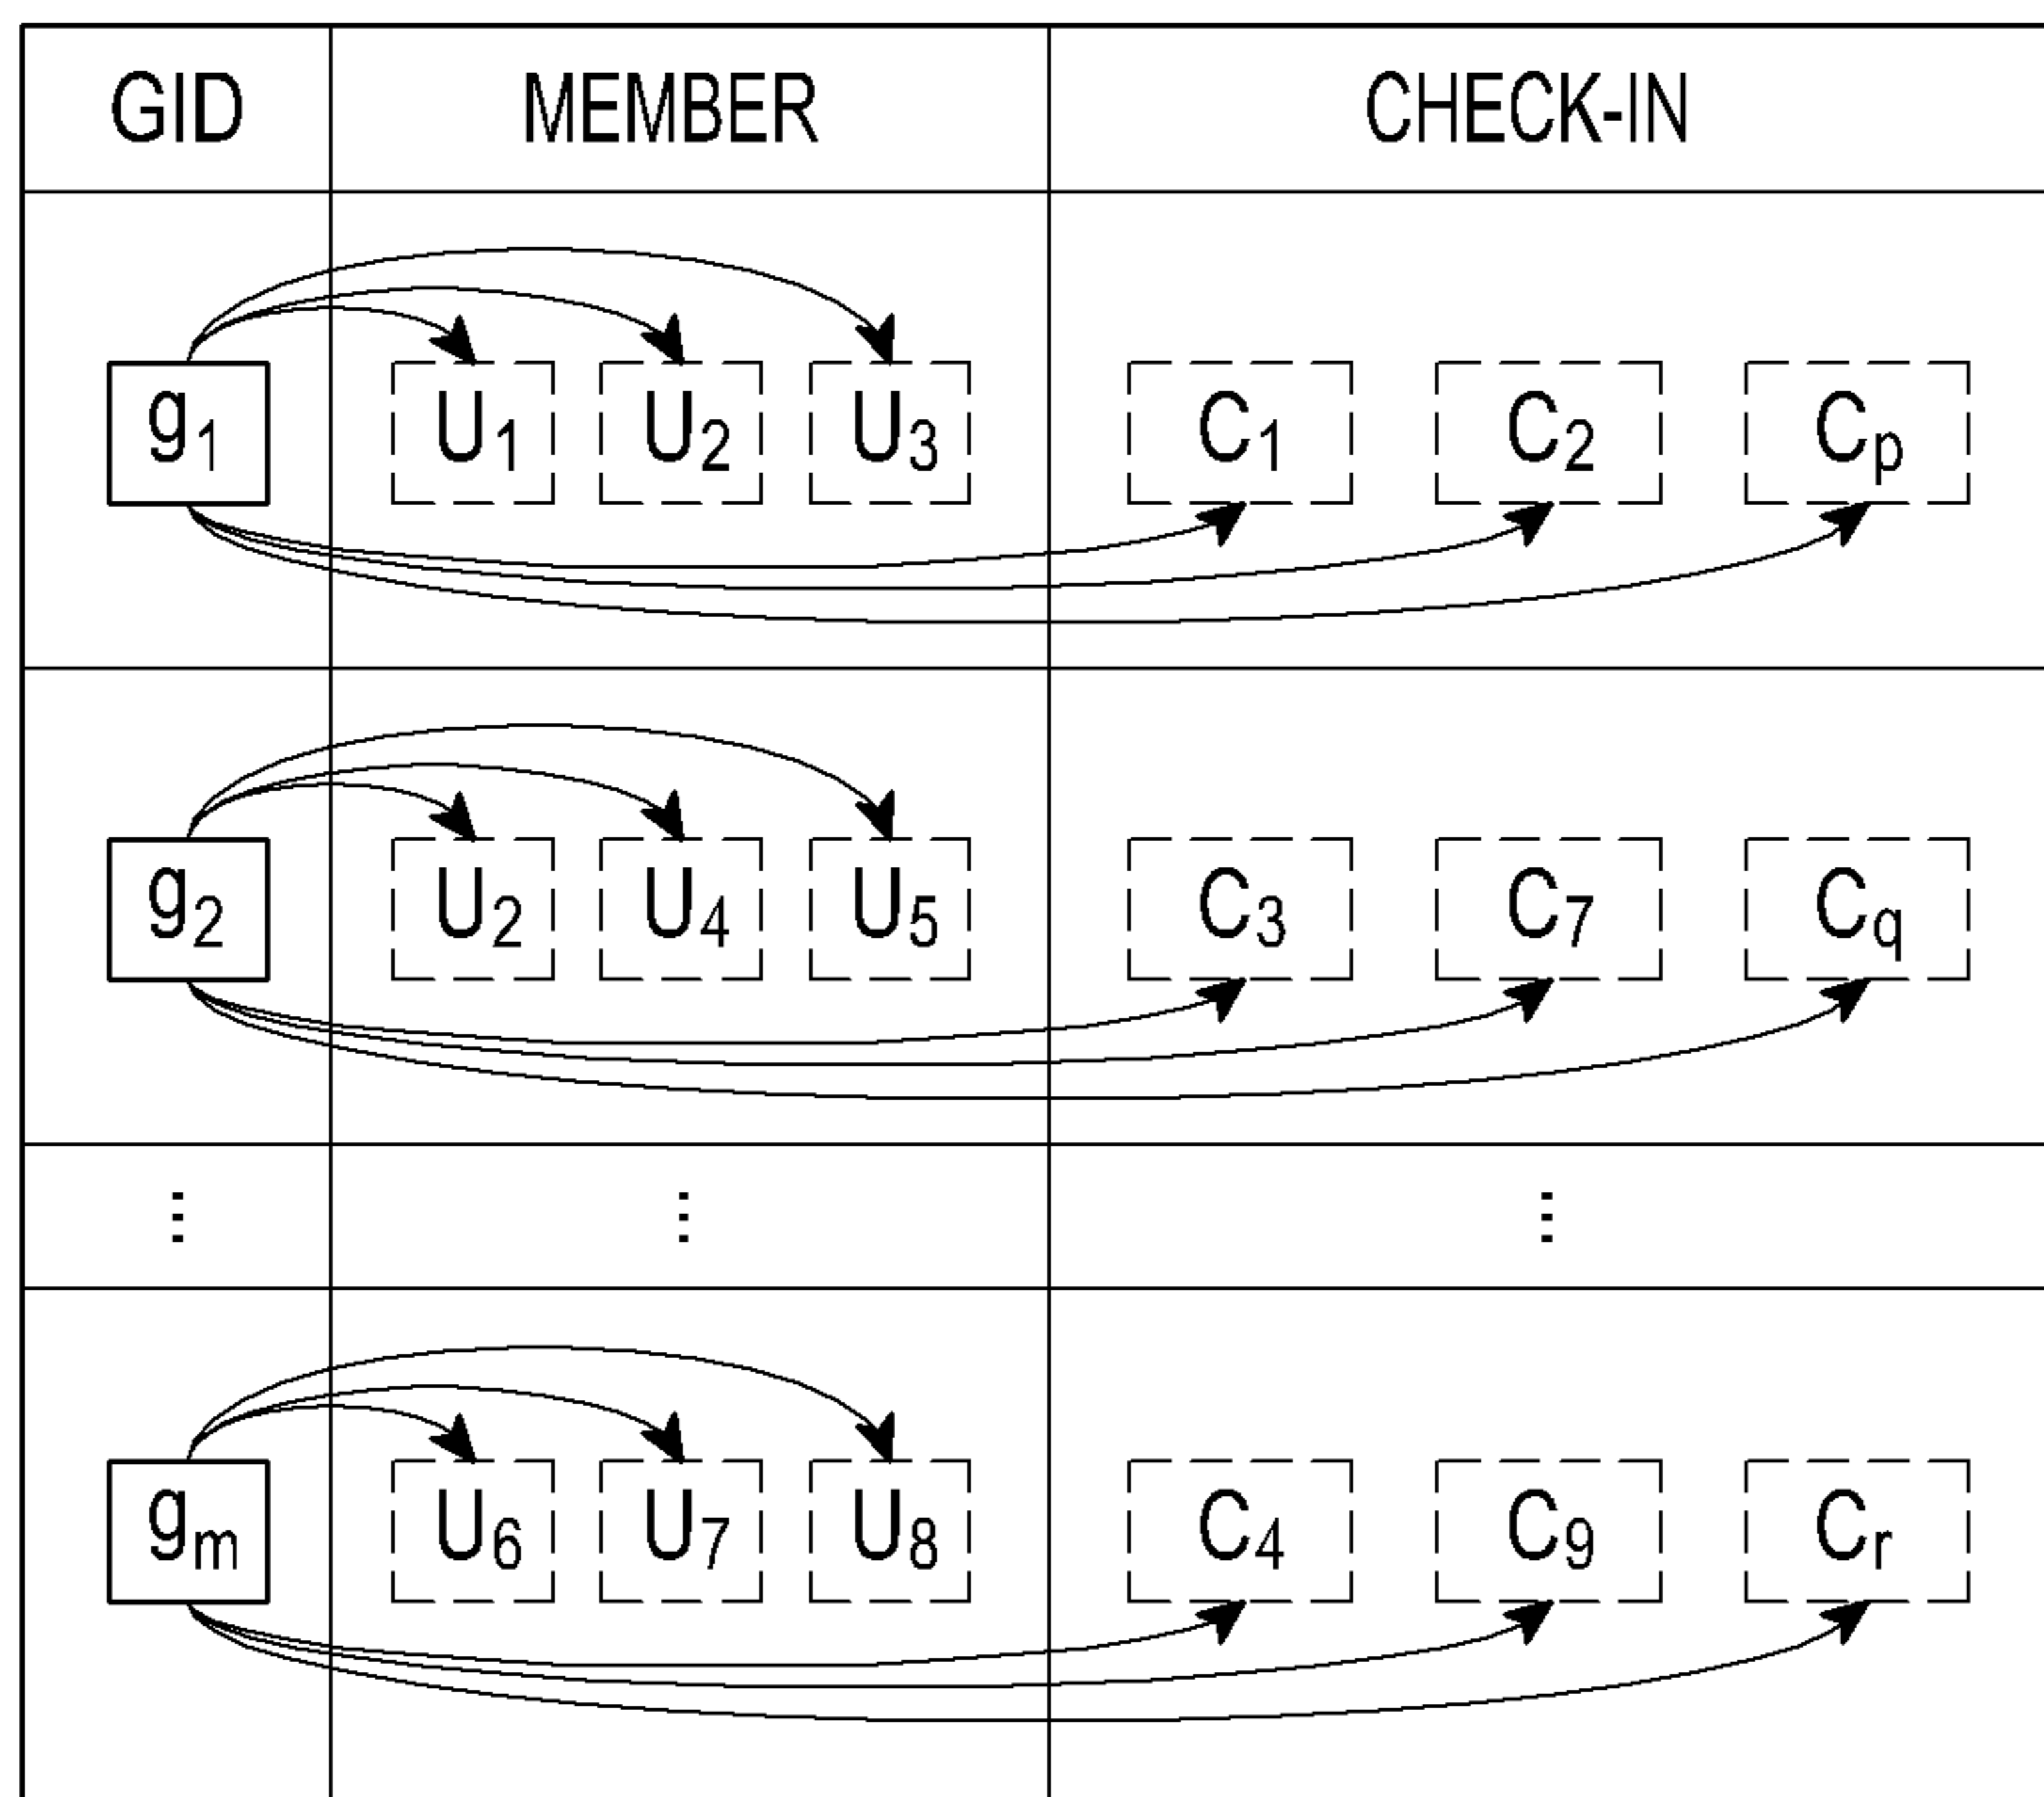 GID MEMBER CHECK-IN
g1 U1 U2 U3 C1 C2 Cp
g2 U2 U4 U5 C3 C7 Cq
⋮ ⋮ ⋮
gm U6 U7 U8 C4 C9 Cr